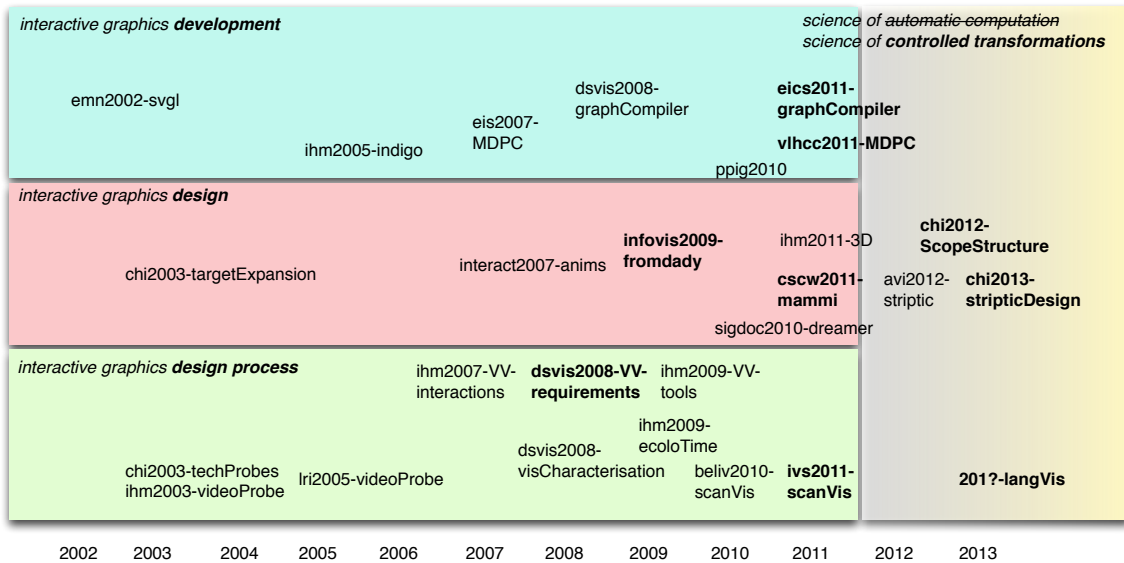 interactive graphics development
science of automatic computation
science of controlled transformations
emn2002-svgl
ihm2005-indigo
eis2007-
MDPC
dsvis2008-
graphCompiler
eics2011-
graphCompiler
vlhcc2011-MDPC
ppig2010
interactive graphics design
chi2003-targetExpansion
interact2007-anims
infovis2009-
fromdady
ihm2011-3D
cscw2011-
mammi
sigdoc2010-dreamer
chi2012-
ScopeStructure
avi2012-
striptic
chi2013-
stripticDesign
interactive graphics design process
ihm2007-VV-
interactions
dsvis2008-VV-
requirements
ihm2009-VV-
tools
ihm2009-
ecoloTime
chi2003-techProbes
ihm2003-videoProbe
lri2005-videoProbe
dsvis2008-
visCharacterisation
beliv2010-
scanVis
ivs2011-
scanVis
201?-langVis
2002 2003 2004 2005 2006 2007 2008 2009 2010 2011 2012 2013